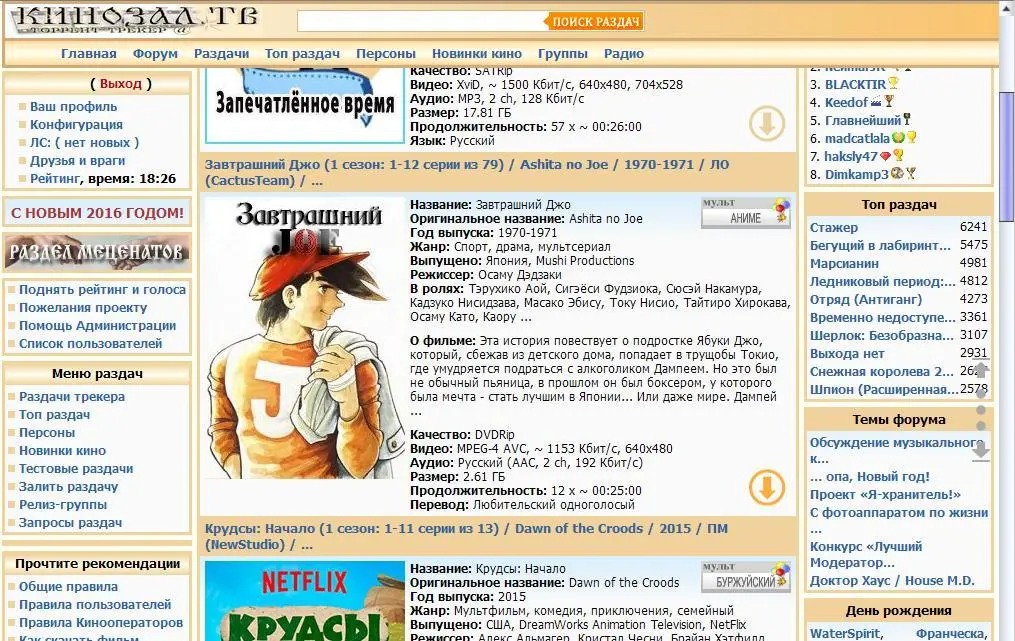 КИНОЗАЛ.ТВ
ТОРРЕНТ ТРЕКЕР @
ПОИСК РАЗДАЧ
Главная Форум Раздачи Топ раздач Персоны Новинки кино Группы Радио
( Выход )
Ваш профиль
Конфигурация
ЛС: ( нет новых )
Друзья и враги
Рейтинг, время: 18:26
С НОВЫМ 2016 ГОДОМ!
РАЗДЕЛ МЕЦЕНАТОВ
Поднять рейтинг и голоса
Пожелания проекту
Помощь Администрации
Список пользователей
Меню раздач
Раздачи трекера
Топ раздач
Персоны
Новинки кино
Тестовые раздачи
Залить раздачу
Релиз-группы
Запросы раздач
Прочтите рекомендации
Общие правила
Правила пользователей
Правила Кинооператоров
Как скачать фильм
Запечатлённое время
Качество: SATRip
Видео: XviD, ~ 1500 Кбит/с, 640x480, 704x528
Аудио: MP3, 2 ch, 128 Кбит/с
Размер: 17.81 ГБ
Продолжительность: 57 x ~ 00:26:00
Язык: Русский
Завтрашний Джо (1 сезон: 1-12 серии из 79) / Ashita no Joe / 1970-1971 / ЛО
(CactusTeam) / ...
Завтрашний
JOE
J
Название: Завтрашний Джо
Оригинальное название: Ashita no Joe
Год выпуска: 1970-1971
Жанр: Спорт, драма, мультсериал
Выпущено: Япония, Mushi Productions
Режиссер: Осаму Дэдзаки
В ролях: Тэрухико Аой, Сигэёси Фудзиока, Сюсэй Накамура,
Кадзуко Нисидзава, Масако Эбису, Току Нисио, Тайтиро Хирокава,
Осаму Като, Каору ...
МУЛЬТ
АНИМЕ
О фильме: Эта история повествует о подростке Ябуки Джо,
который, сбежав из детского дома, попадает в трущобы Токио,
где умудряется подраться с алкоголиком Дампеем. Но это был
не обычный пьяница, в прошлом он был боксером, у которого
была мечта - стать лучшим в Японии... Или даже мире. Дампей
...
Качество: DVDRip
Видео: MPEG-4 AVC, ~ 1153 Кбит/с, 640x480
Аудио: Русский (AAC, 2 ch, 192 Кбит/с)
Размер: 2.61 ГБ
Продолжительность: 12 x ~ 00:25:00
Перевод: Любительский одноголосый
Крудсы: Начало (1 сезон: 1-11 серии из 13) / Dawn of the Croods / 2015 / ПМ
(NewStudio) / ...
NETFLIX
КРУДСЫ
Название: Крудсы: Начало
Оригинальное название: Dawn of the Croods
Год выпуска: 2015
Жанр: Мультфильм, комедия, приключения, семейный
Выпущено: США, DreamWorks Animation Television, NetFlix
Режиссер: Алекс Альмагер, Кристал Чесни, Брайан Хэтфилд
МУЛЬТ
БУРЖУЙСКИЙ
3. BLACKTIR
4. Keedof
5. Главнейший
6. madcatlala
7. haksly47
8. Dimkamp3
Топ раздач
Стажер 6241
Бегущий в лабиринт... 5475
Марсианин 4981
Ледниковый период:... 4812
Отряд (Антиганг) 4273
Временно недоступе... 3361
Шерлок: Безобразна... 3107
Выхода нет 2931
Снежная королева 2...
Шпион (Расширенная... 2578
Темы форума
Обсуждение музыкального
к...
... опа, Новый год!
Проект «Я-хранитель!»
С фотоаппаратом по жизни
...
Конкурс «Лучший
Модератор...
Доктор Хаус / House M.D.
День рождения
WaterSpirit, Франческа,